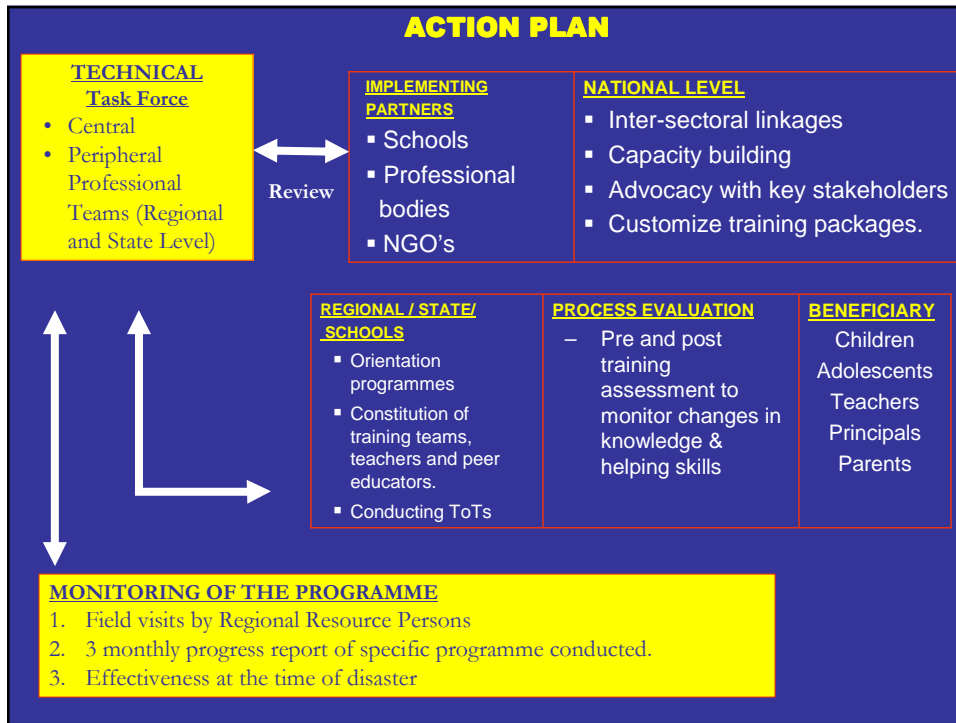 ACTION PLAN
TECHNICAL
Task Force
• Central
• Peripheral
Professional
Teams (Regional
and State Level)
Review
IMPLEMENTING
PARTNERS
▪ Schools
▪ Professional
bodies
▪ NGO’s
NATIONAL LEVEL
▪ Inter-sectoral linkages
▪ Capacity building
▪ Advocacy with key stakeholders
▪ Customize training packages.
REGIONAL / STATE/
SCHOOLS
▪ Orientation
programmes
▪ Constitution of
training teams,
teachers and peer
educators.
▪ Conducting ToTs
PROCESS EVALUATION
– Pre and post
training
assessment to
monitor changes in
knowledge &
helping skills
BENEFICIARY
Children
Adolescents
Teachers
Principals
Parents
MONITORING OF THE PROGRAMME
1. Field visits by Regional Resource Persons
2. 3 monthly progress report of specific programme conducted.
3. Effectiveness at the time of disaster